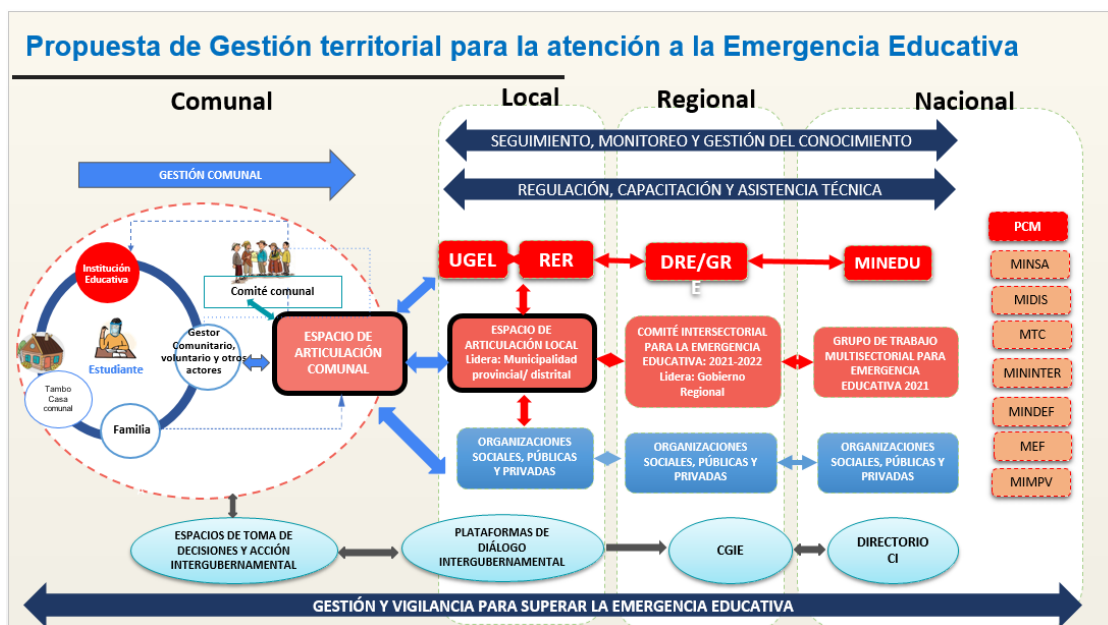 Propuesta de Gestión territorial para la atención a la Emergencia Educativa
Comunal
Local
Regional
Nacional
SEGUIMIENTO, MONITOREO Y GESTIÓN DEL CONOCIMIENTO
GESTIÓN COMUNAL
REGULACIÓN, CAPACITACIÓN Y ASISTENCIA TÉCNICA
Institución
Educativa
Comité comunal
Estudiante
Gestor
Comunitario,
voluntario y otros
actores
Tambo
Casa
comunal
Familia
ESPACIO DE
ARTICULACIÓN
COMUNAL
UGEL
RER
DRE/GR
E
MINEDU
ESPACIO DE
ARTICULACIÓN LOCAL
Lidera: Municipalidad
provincial/ distrital
COMITÉ INTERSECTORIAL
PARA LA EMERGENCIA
EDUCATIVA: 2021-2022
Lidera: Gobierno
Regional
GRUPO DE TRABAJO
MULTISECTORIAL PARA
EMERGENCIA
EDUCATIVA 2021
ORGANIZACIONES
SOCIALES, PÚBLICAS
Y PRIVADAS
ORGANIZACIONES
SOCIALES, PÚBLICAS Y
PRIVADAS
ORGANIZACIONES
SOCIALES, PÚBLICAS Y
PRIVADAS
PCM
MINSA
MIDIS
MTC
MININTER
MINDEF
MEF
MIMPV
ESPACIOS DE TOMA DE
DECISIONES Y ACCIÓN
INTERGUBERNAMENTAL
PLATAFORMAS DE
DIÁLOGO
INTERGUBERNAMENTAL
CGIE
DIRECTORIO
CI
GESTIÓN Y VIGILANCIA PARA SUPERAR LA EMERGENCIA EDUCATIVA